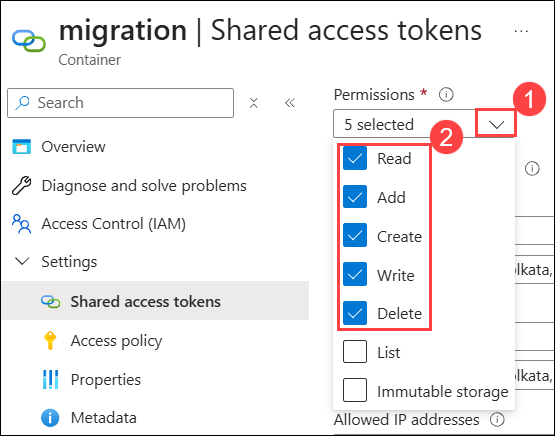 migration | Shared access tokens ...
Container
Search
Overview
Diagnose and solve problems
Access Control (IAM)
Settings
Shared access tokens
Access policy
Properties
Metadata
Permissions *
1
5 selected
2
Read
Add
Create
Write
Delete
List
Immutable storage
olkata,
olkata,
Allowed IP addresses